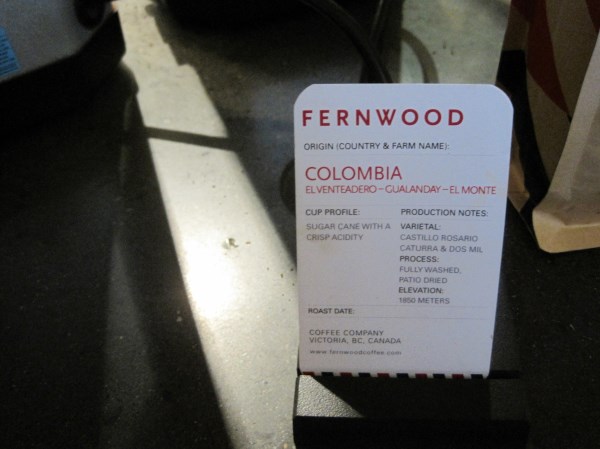 FERNWOOD
ORIGIN (COUNTRY & FARM NAME):
COLOMBIA
EL VENTEADERO – GUALANDAY – EL MONTE
CUP PROFILE:
SUGAR CANE WITH A
CRISP ACIDITY
PRODUCTION NOTES:
VARIETAL:
CASTILLO ROSARIO
CATURRA & DOS MIL
PROCESS:
FULLY WASHED,
PATIO DRIED
ELEVATION:
1850 METERS
ROAST DATE:
COFFEE COMPANY
VICTORIA, BC, CANADA
www.fernwoodcoffee.com